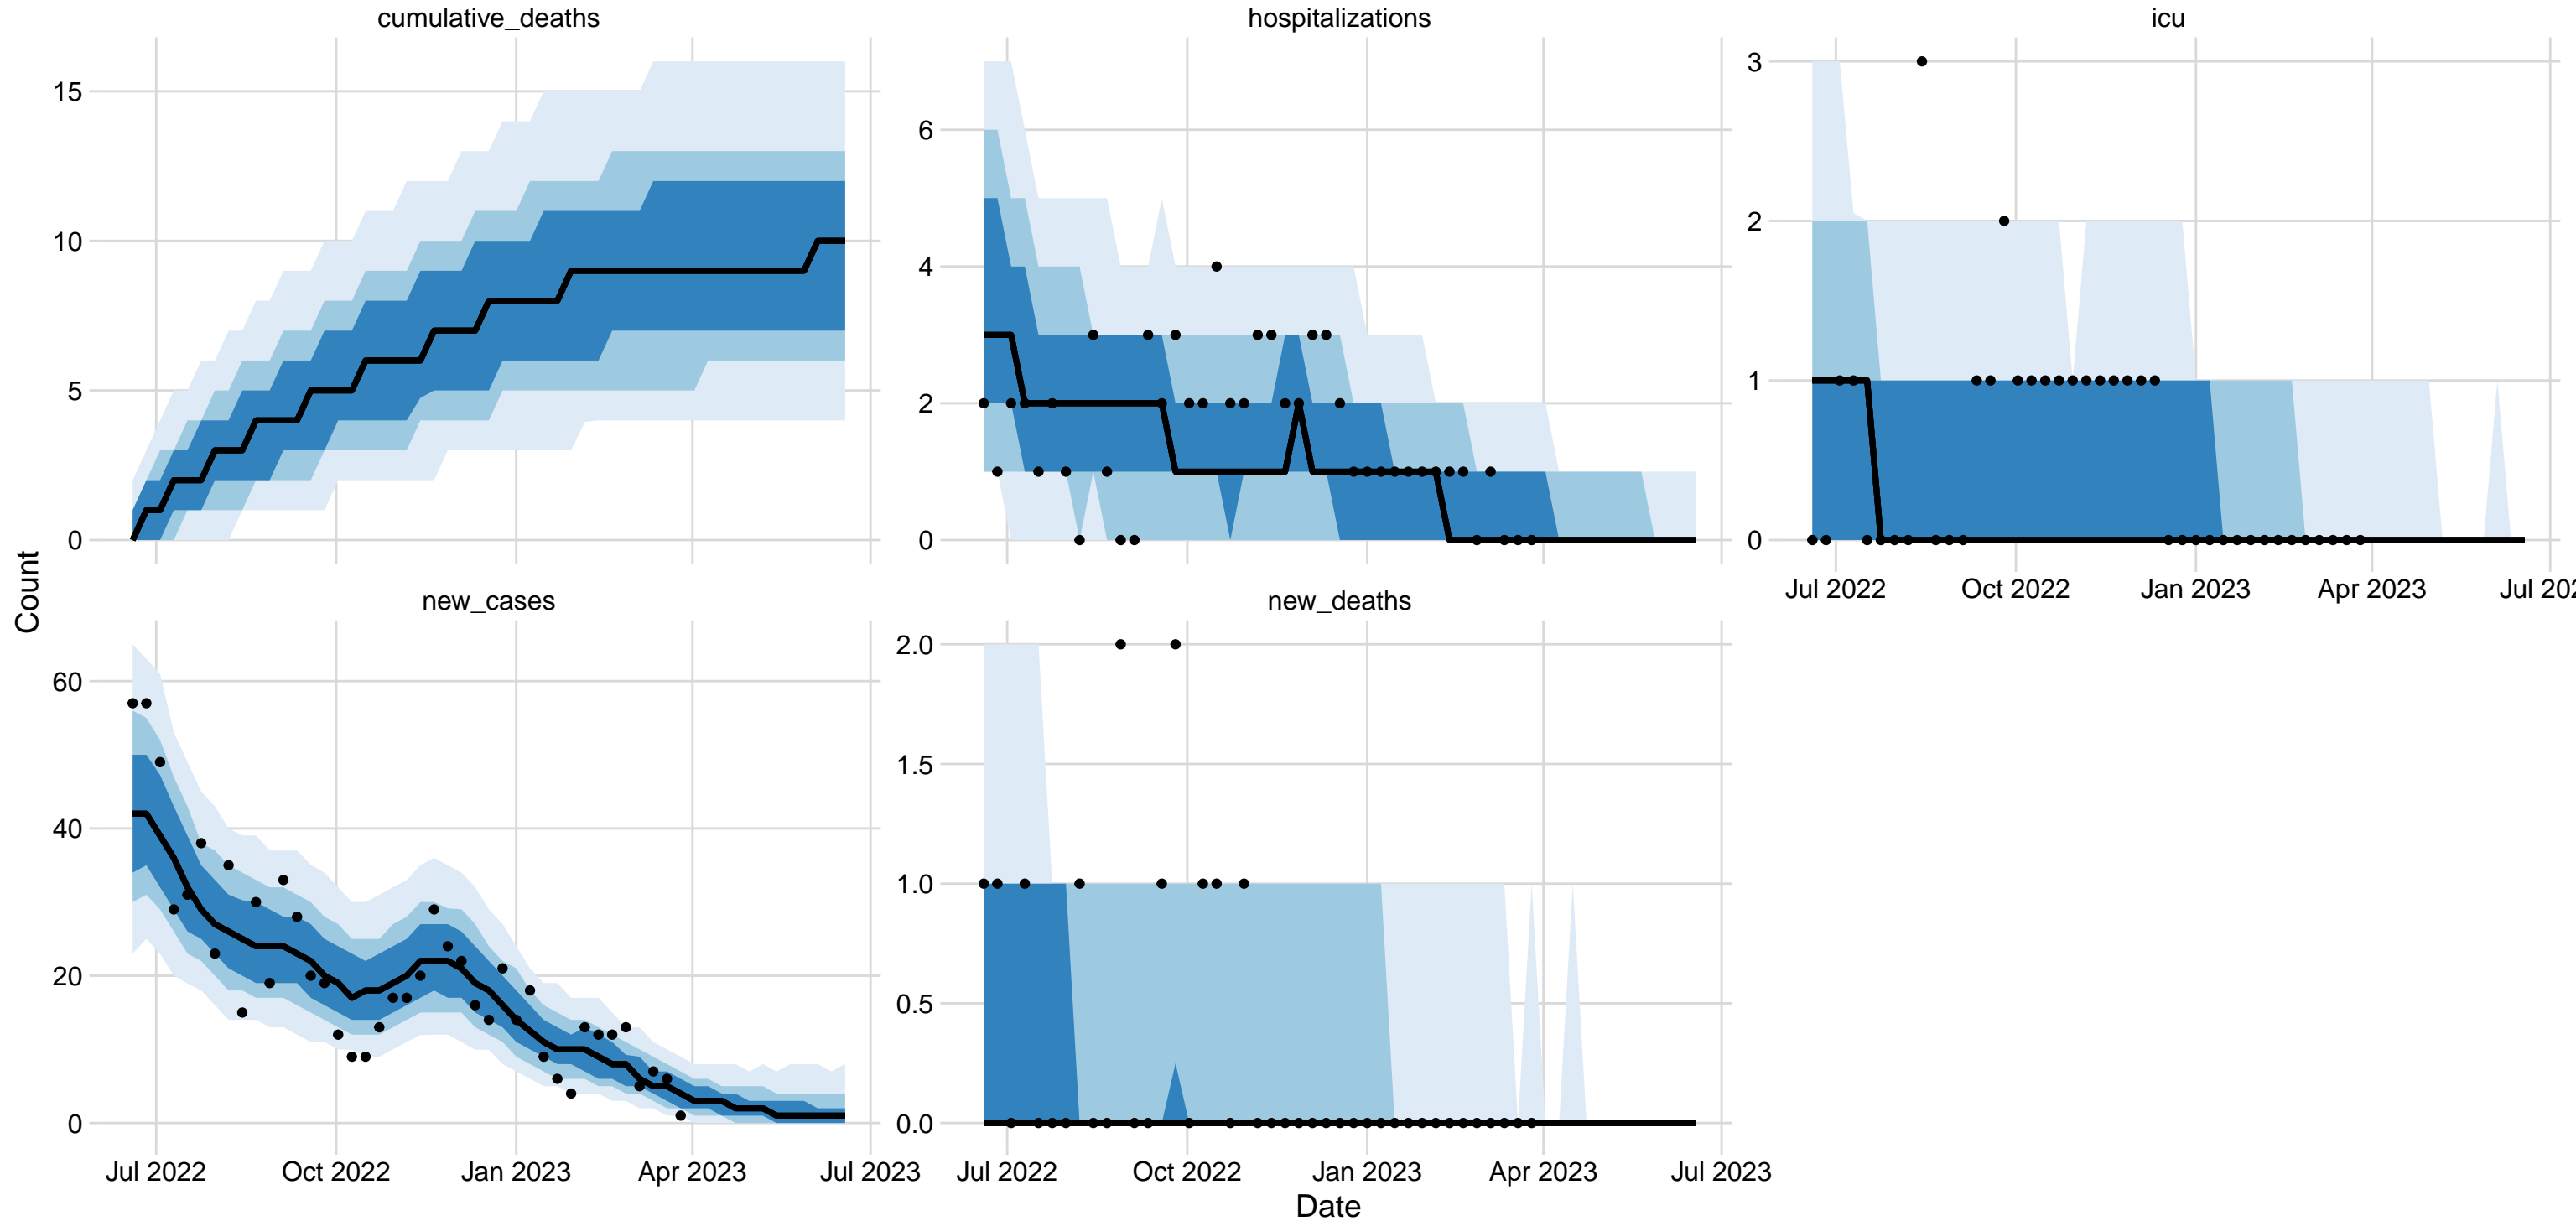 cumulative_deaths
hospitalizations
icu
15
10
5
0
6
4
2
0
3
2
1
0
Jul 2022 Oct 2022 Jan 2023 Apr 2023 Jul 202
Count
new_cases
new_deaths
60
40
20
0
2.0
1.5
1.0
0.5
0.0
Jul 2022 Oct 2022 Jan 2023 Apr 2023 Jul 2023
Jul 2022 Oct 2022 Jan 2023 Apr 2023 Jul 2023
Date